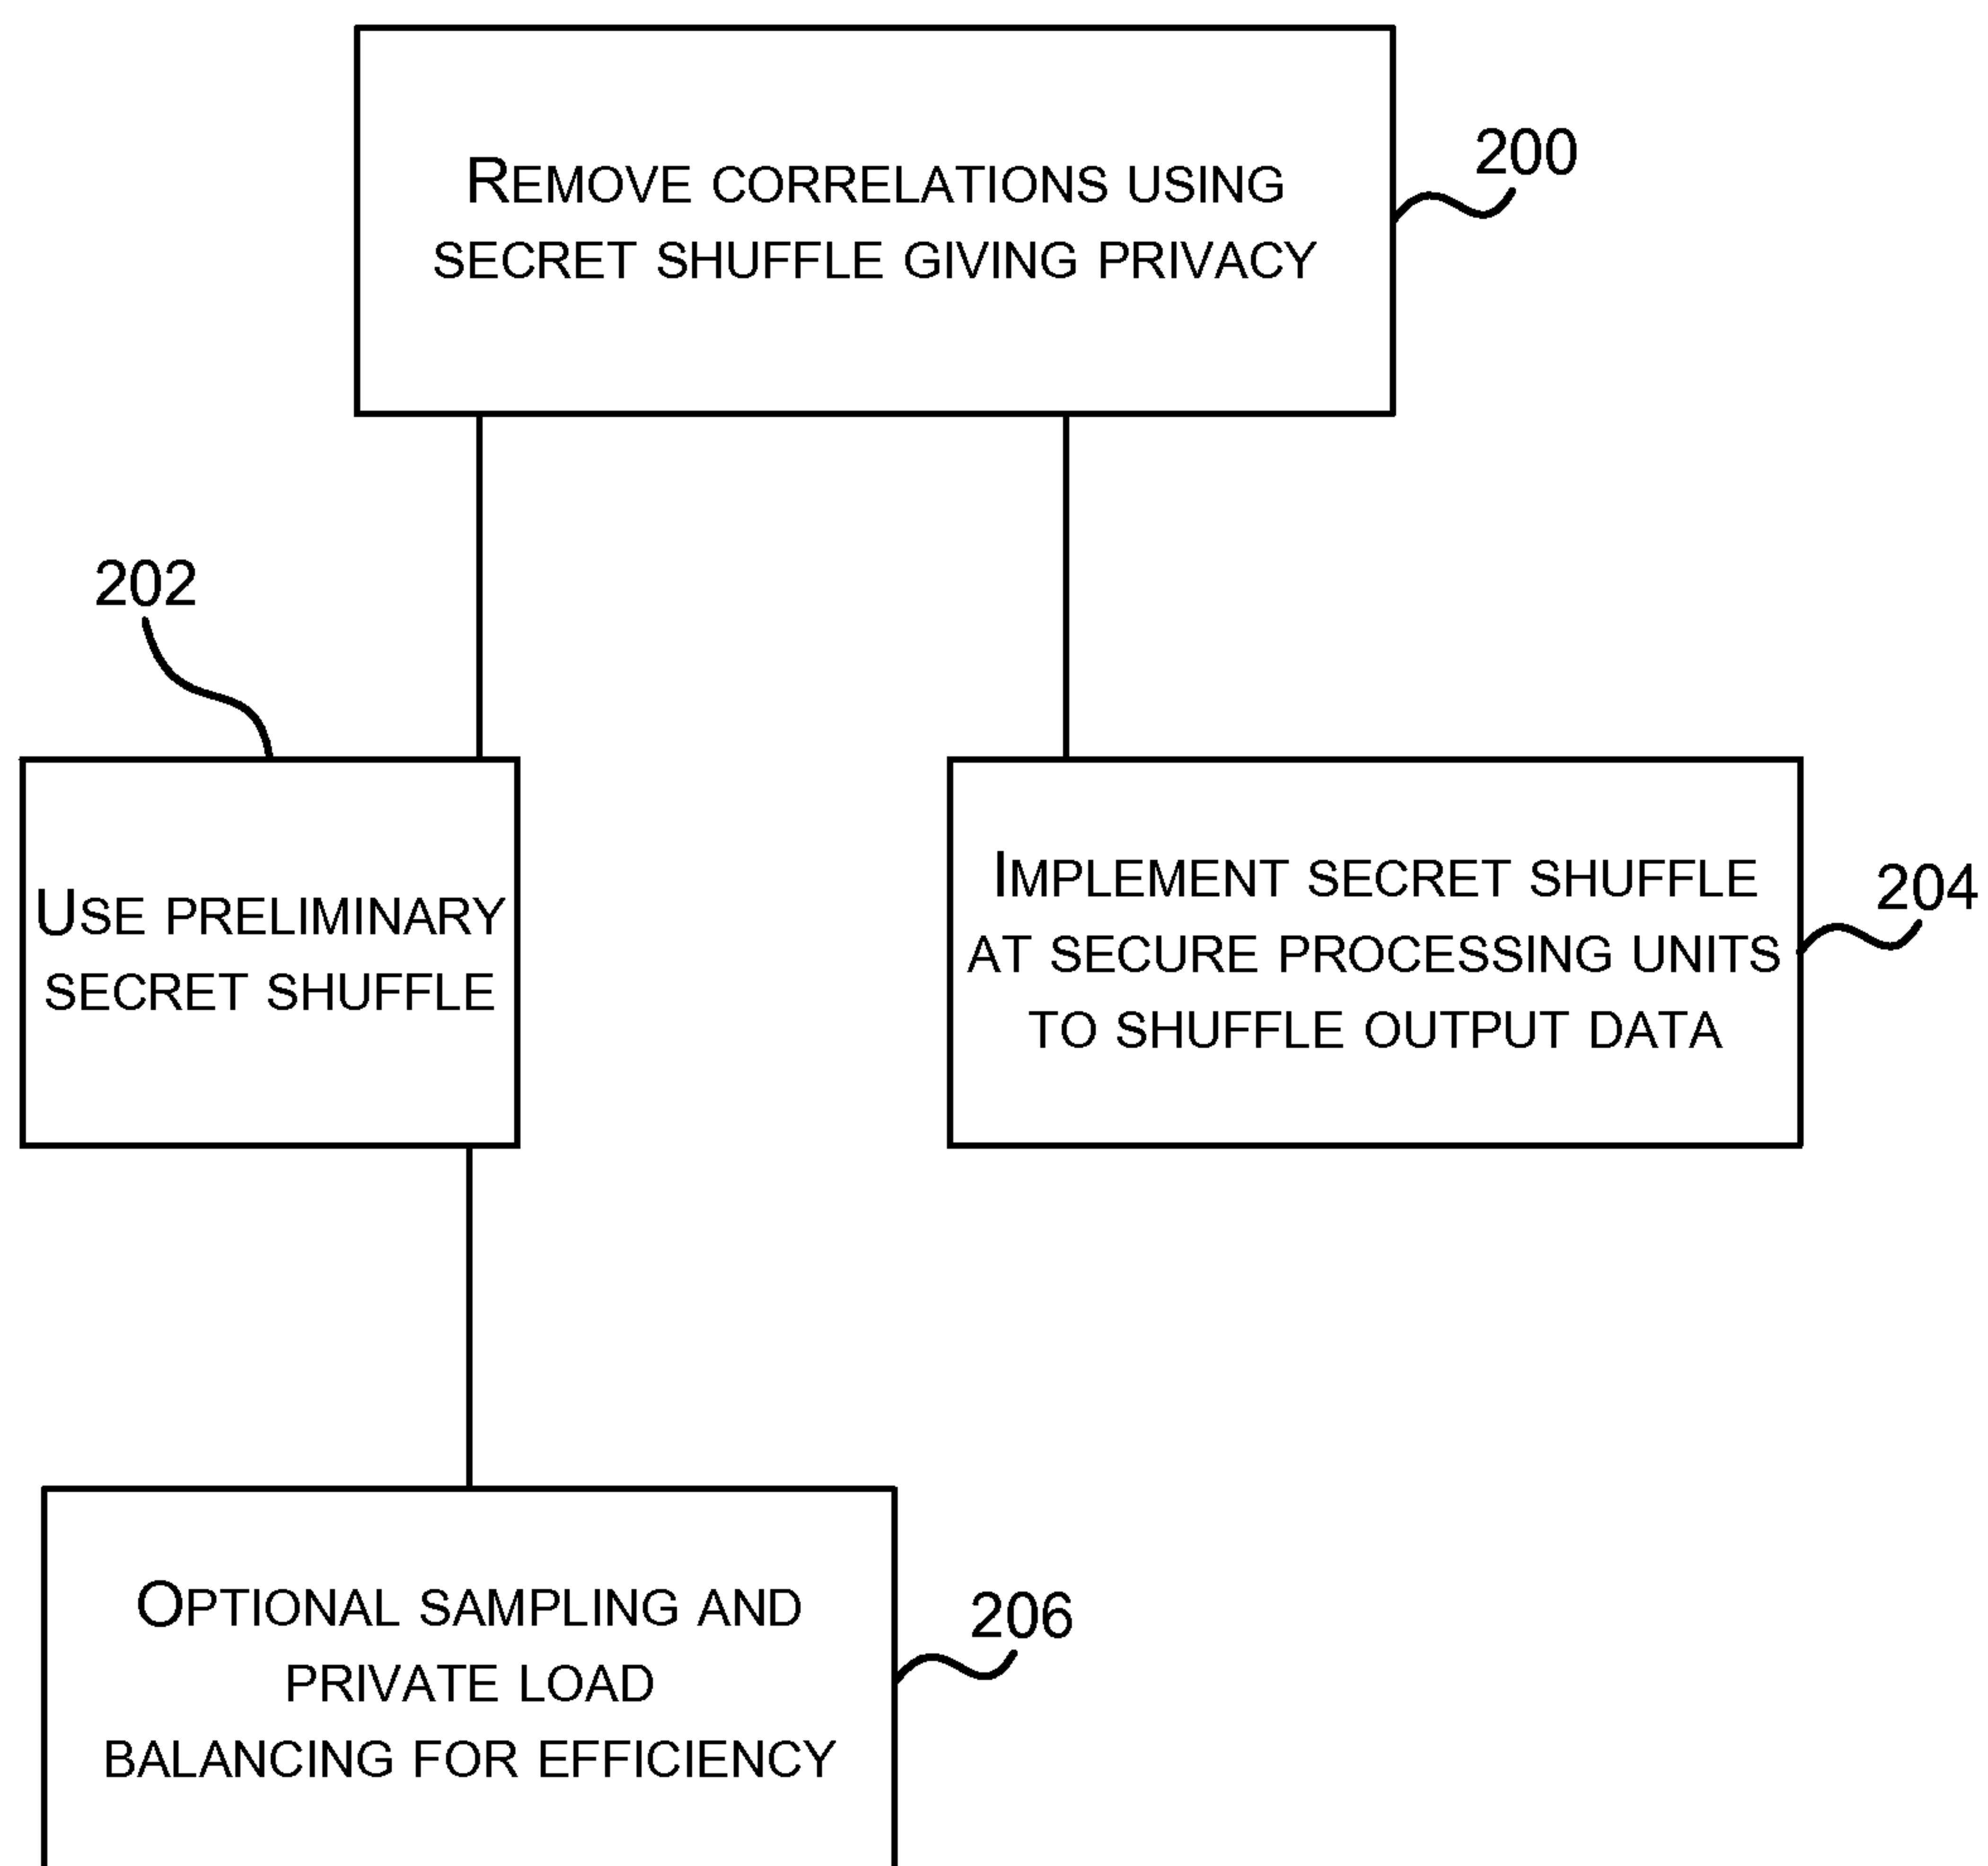 REMOVE CORRELATIONS USING
SECRET SHUFFLE GIVING PRIVACY
200
202
USE PRELIMINARY
SECRET SHUFFLE
IMPLEMENT SECRET SHUFFLE
AT SECURE PROCESSING UNITS
TO SHUFFLE OUTPUT DATA
204
OPTIONAL SAMPLING AND
PRIVATE LOAD
BALANCING FOR EFFICIENCY
206